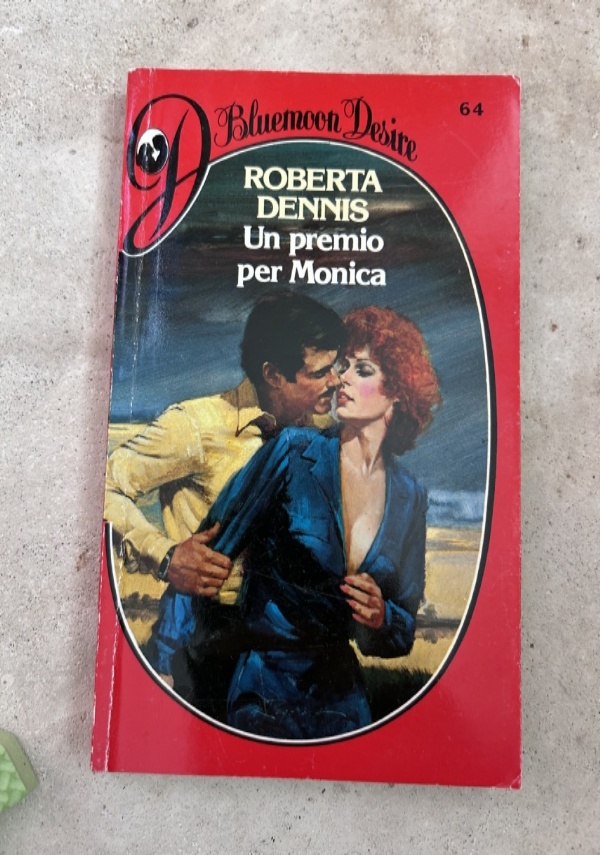 Bluemoon Desire
64
ROBERTA
DENNIS
Un premio
per Monica